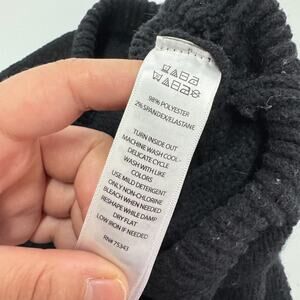 98% POLYESTER
2% SPANDEX/ELASTANE
TURN INSIDE OUT
MACHINE WASH COOL
DELICATE CYCLE
WASH WITH LIKE
COLORS
USE MILD DETERGENT
ONLY NON-CHLORINE
BLEACH WHEN NEEDED
RESHAPE WHILE DAMP
DRY FLAT
LOW IRON IF NEEDED
RN# 75343